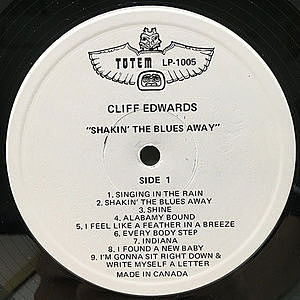 TOTEM LP-1005
CLIFF EDWARDS
"SHAKIN' THE BLUES AWAY"
SIDE 1
1. SINGING IN THE RAIN
2. SHAKIN' THE BLUES AWAY
3. SHINE
4. ALABAMY BOUND
5. I FEEL LIKE A FEATHER IN A BREEZE
6. EVERY BODY STEP
7. INDIANA
8. I FOUND A NEW BABY
9. I'M GONNA SIT RIGHT DOWN &
WRITE MYSELF A LETTER
MADE IN CANADA